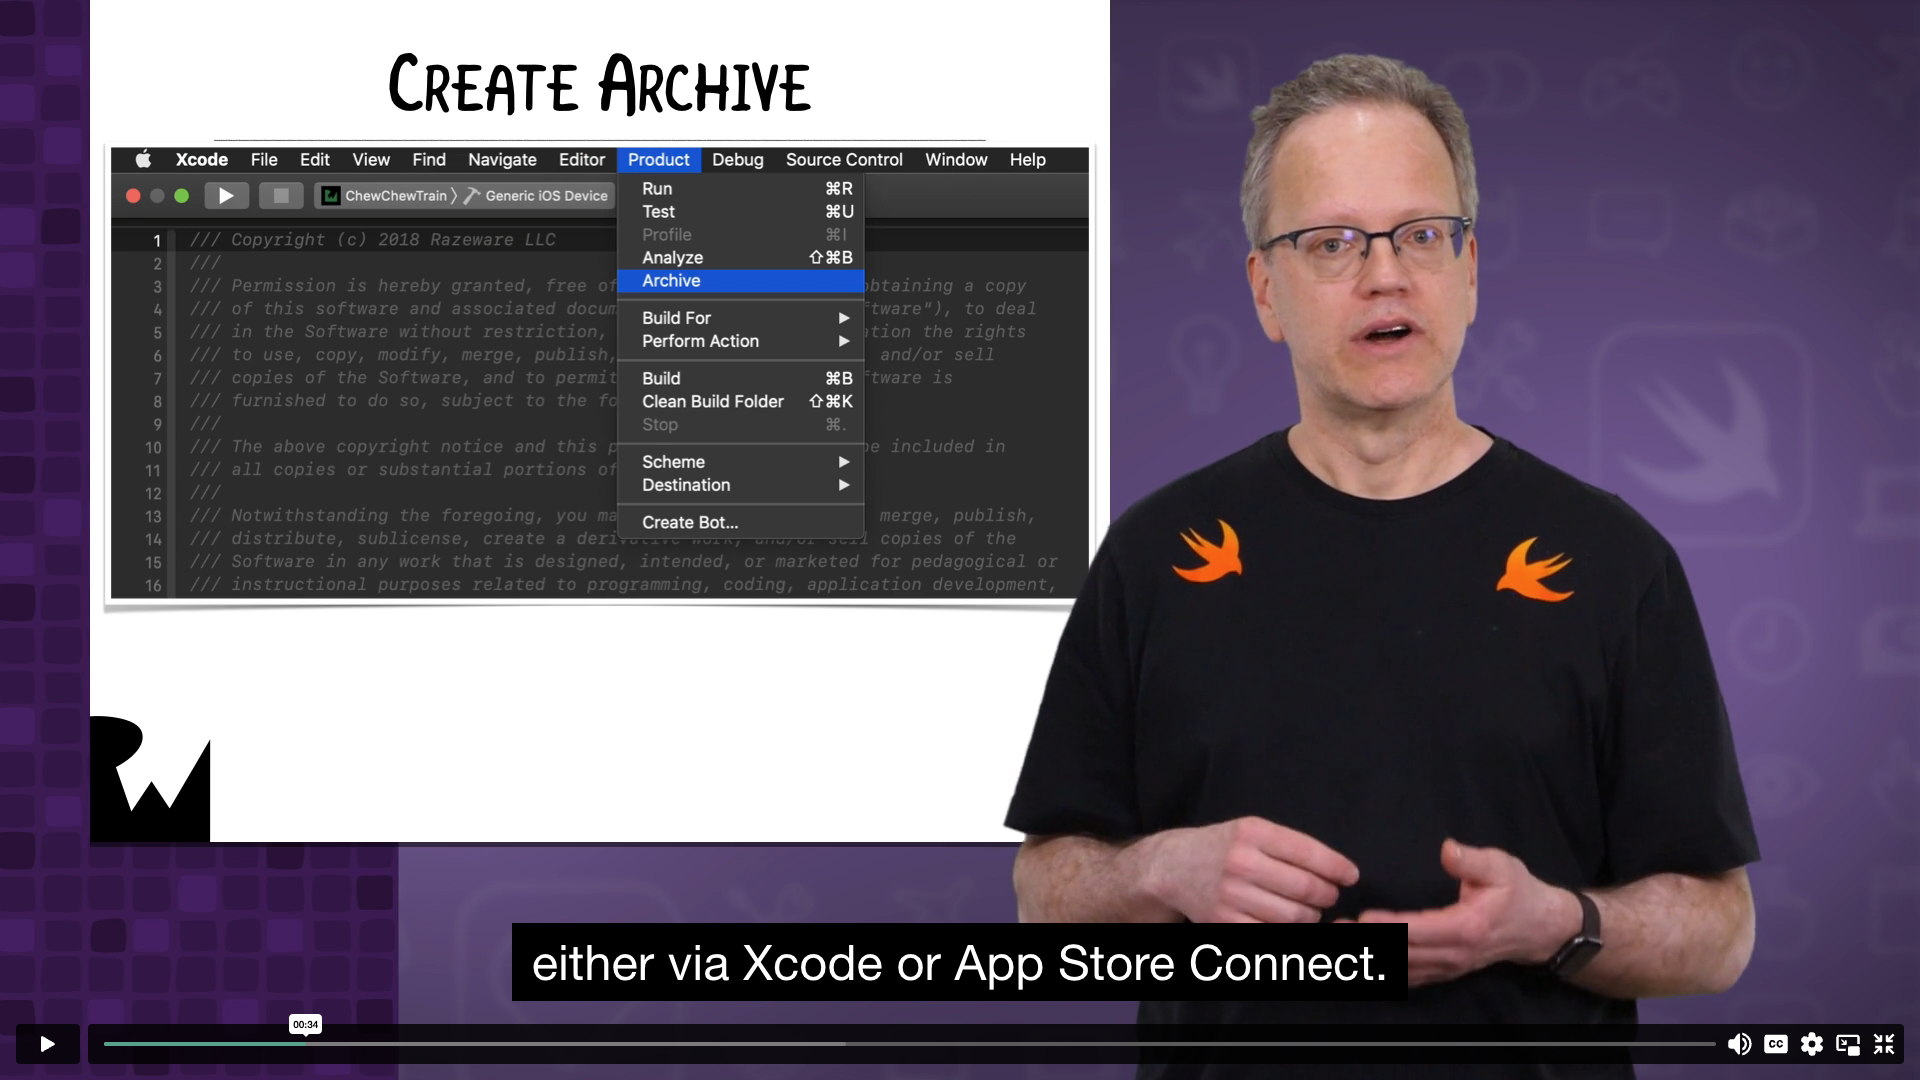 CREATE ARCHIVE
Xcode File Edit View Find Navigate Editor Product Debug Source Control Window Help
ChewChewTrain 〉 Generic iOS Device
Run ⌘R
Test ⌘U
Profile ⌘I
Analyze ⇧⌘B
Archive
Build For ▶
Perform Action ▶
Build ⌘B
Clean Build Folder ⇧⌘K
Stop ⌘.
Scheme ▶
Destination ▶
Create Bot...
1 /// Copyright (c) 2018 Razeware LLC
2 ///
3 /// Permission is hereby granted, free of obtaining a copy
4 /// of this software and associated docum ftware"), to deal
5 /// in the Software without restriction, ation the rights
6 /// to use, copy, modify, merge, publish, and/or sell
7 /// copies of the Software, and to permit ftware is
8 /// furnished to do so, subject to the fo
9 ///
10 /// The above copyright notice and this p be included in
11 /// all copies or substantial portions of
12 ///
13 /// Notwithstanding the foregoing, you ma merge, publish,
14 /// distribute, sublicense, create a derivative work, and/or sell copies of the
15 /// Software in any work that is designed, intended, or marketed for pedagogical or
16 /// instructional purposes related to programming, coding, application development,
RW
either via Xcode or App Store Connect.
00:34
CC